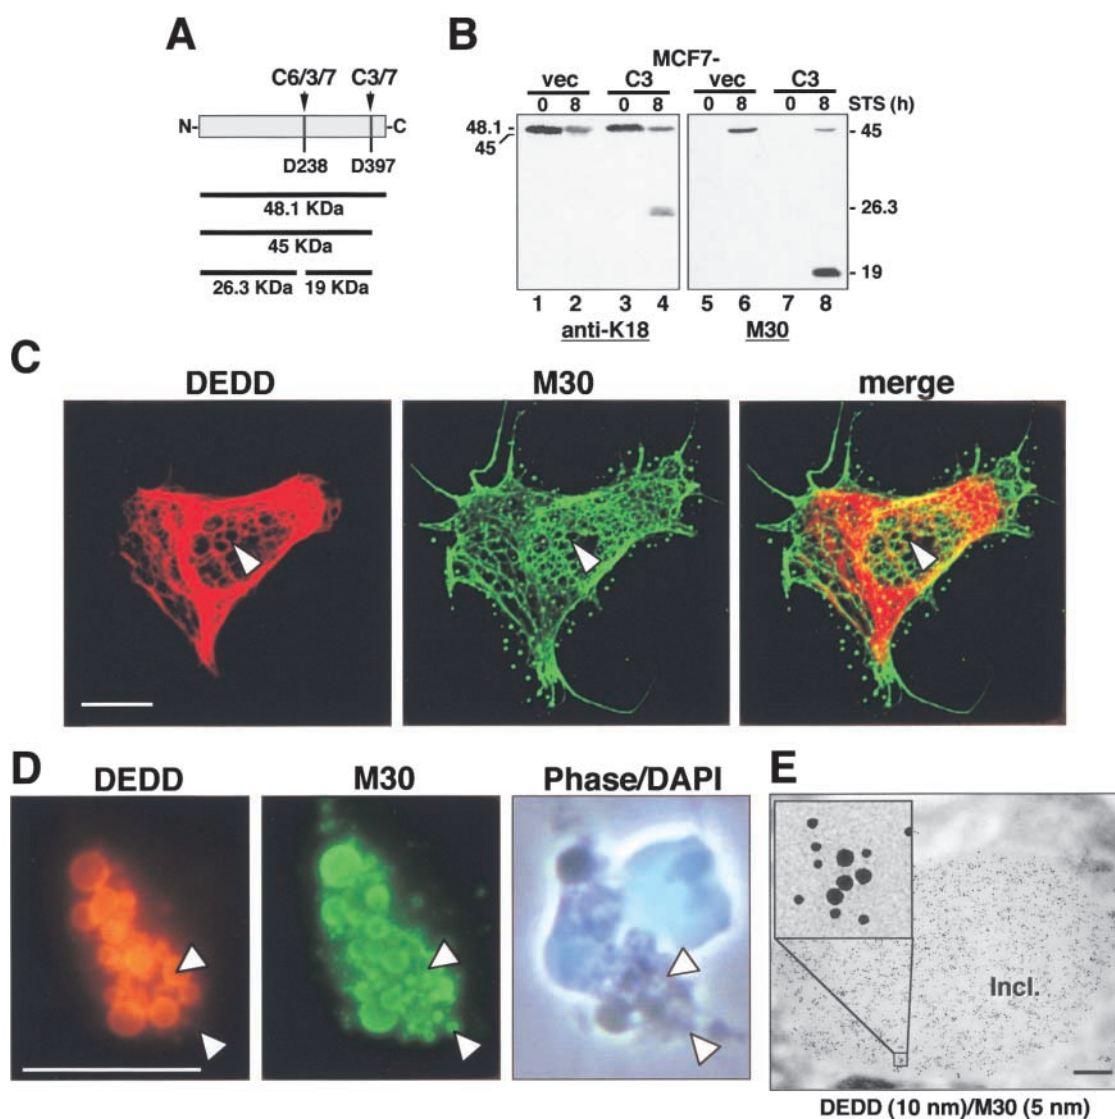 A
C6/3/7 C3/7
N- -C
D238 D397
48.1 KDa
45 KDa
26.3 KDa 19 KDa
B
MCF7-
vec C3 vec C3
0 8 0 8 0 8 0 8 STS (h)
48.1 -
45
- 45
- 26.3
- 19
1 2 3 4 5 6 7 8
anti-K18 M30
C
DEDD M30 merge
D
DEDD M30 Phase/DAPI
E
Incl.
DEDD (10 nm)/M30 (5 nm)